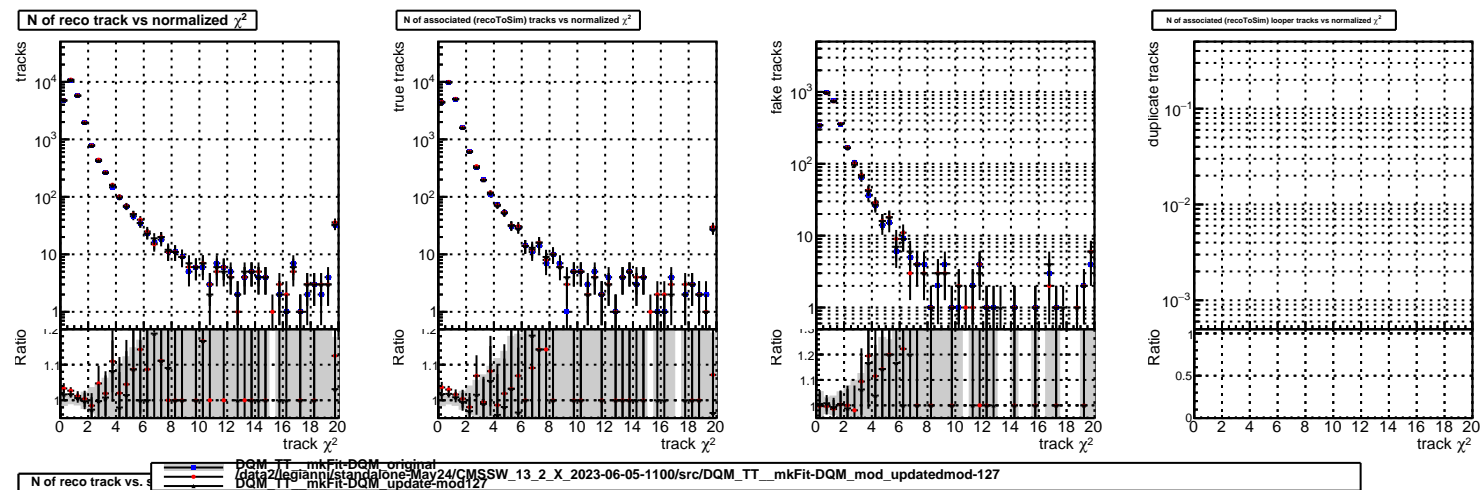 N of reco track vs normalized χ²
N of associated (recoToSim) tracks vs normalized χ²
N of associated (recoToSim) looper tracks vs normalized χ²
tracks
10⁴
10³
10²
10
1
Ratio
1.2
1.1
1
0 2 4 6 8 10 12 14 16 18 20
track χ²
true tracks
10⁴
10³
10²
10
1
Ratio
1.2
1.1
1
0 2 4 6 8 10 12 14 16 18 20
track χ²
fake tracks
10³
10²
10
1
Ratio
1.3
1.2
1.1
1
0 2 4 6 8 10 12 14 16 18 20
track χ²
duplicate tracks
10⁻¹
10⁻²
10⁻³
Ratio
1
0.5
0
0 2 4 6 8 10 12 14 16 18 20
track χ²
DQM_TT__mkFit-DQM_original
/data2/legianni/standalone-May24/CMSSW_13_2_X_2023-06-05-1100/src/DQM_TT__mkFit-DQM_mod_updatedmod-127
DQM_TT__mkFit-DQM_update-mod127
N of reco track vs.